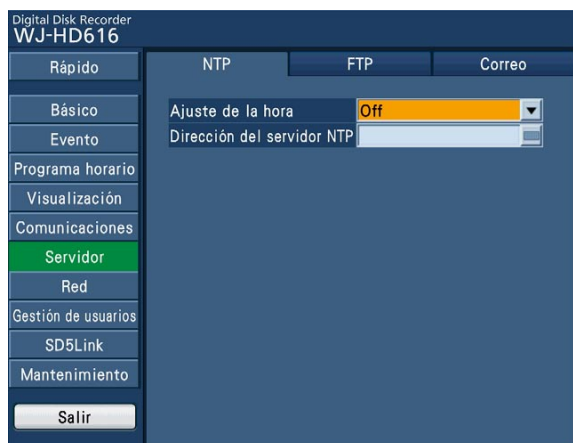 Digital Disk Recorder
WJ-HD616
Rápido
NTP FTP Correo
Básico
Ajuste de la hora Off
Evento
Dirección del servidor NTP
Programa horario
Visualización
Comunicaciones
Servidor
Red
Gestión de usuarios
SD5Link
Mantenimiento
Salir